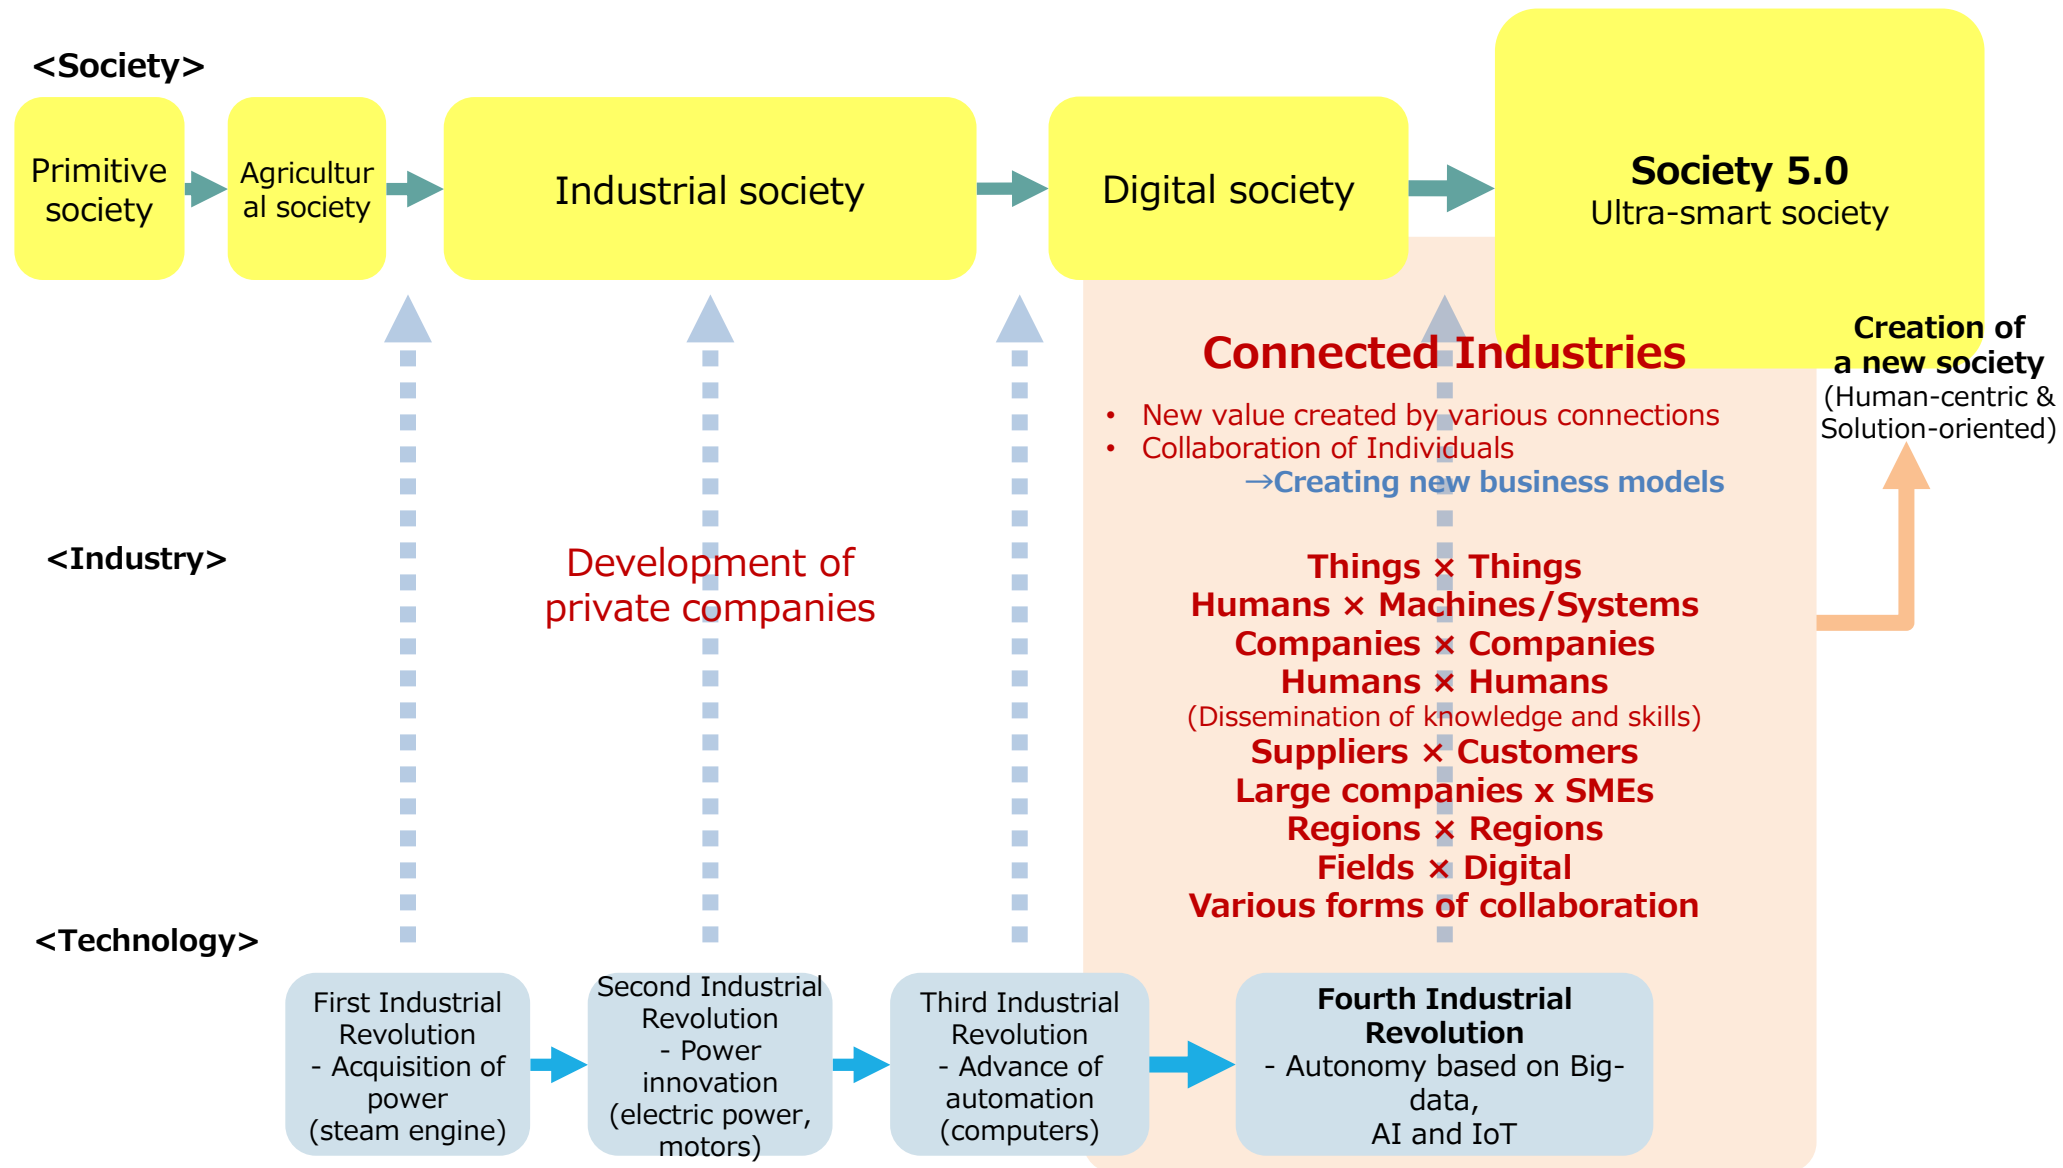 <Society>
Primitive
society
Agricultur
al society
Industrial society
Digital society
Society 5.0
Ultra-smart society
Creation of
a new society
(Human-centric &
Solution-oriented)
Connected Industries
• New value created by various connections
• Collaboration of Individuals
→Creating new business models
<Industry>
Development of
private companies
Things × Things
Humans × Machines/Systems
Companies × Companies
Humans × Humans
(Dissemination of knowledge and skills)
Suppliers × Customers
Large companies x SMEs
Regions × Regions
Fields × Digital
Various forms of collaboration
<Technology>
First Industrial
Revolution
- Acquisition of
power
(steam engine)
Second Industrial
Revolution
- Power
innovation
(electric power,
motors)
Third Industrial
Revolution
- Advance of
automation
(computers)
Fourth Industrial
Revolution
- Autonomy based on Big-
data,
AI and IoT